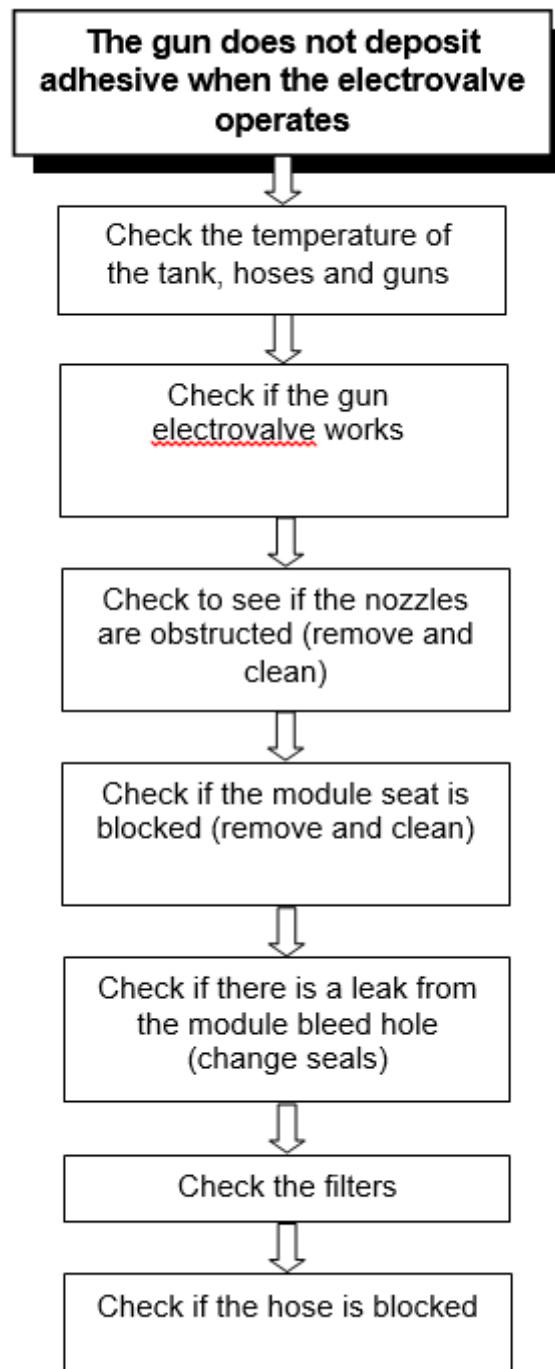 The gun does not deposit
adhesive when the electrovalve
operates
Check the temperature of
the tank, hoses and guns
Check if the gun
electrovalve works
Check to see if the nozzles
are obstructed (remove and
clean)
Check if the module seat is
blocked (remove and clean)
Check if there is a leak from
the module bleed hole
(change seals)
Check the filters
Check if the hose is blocked